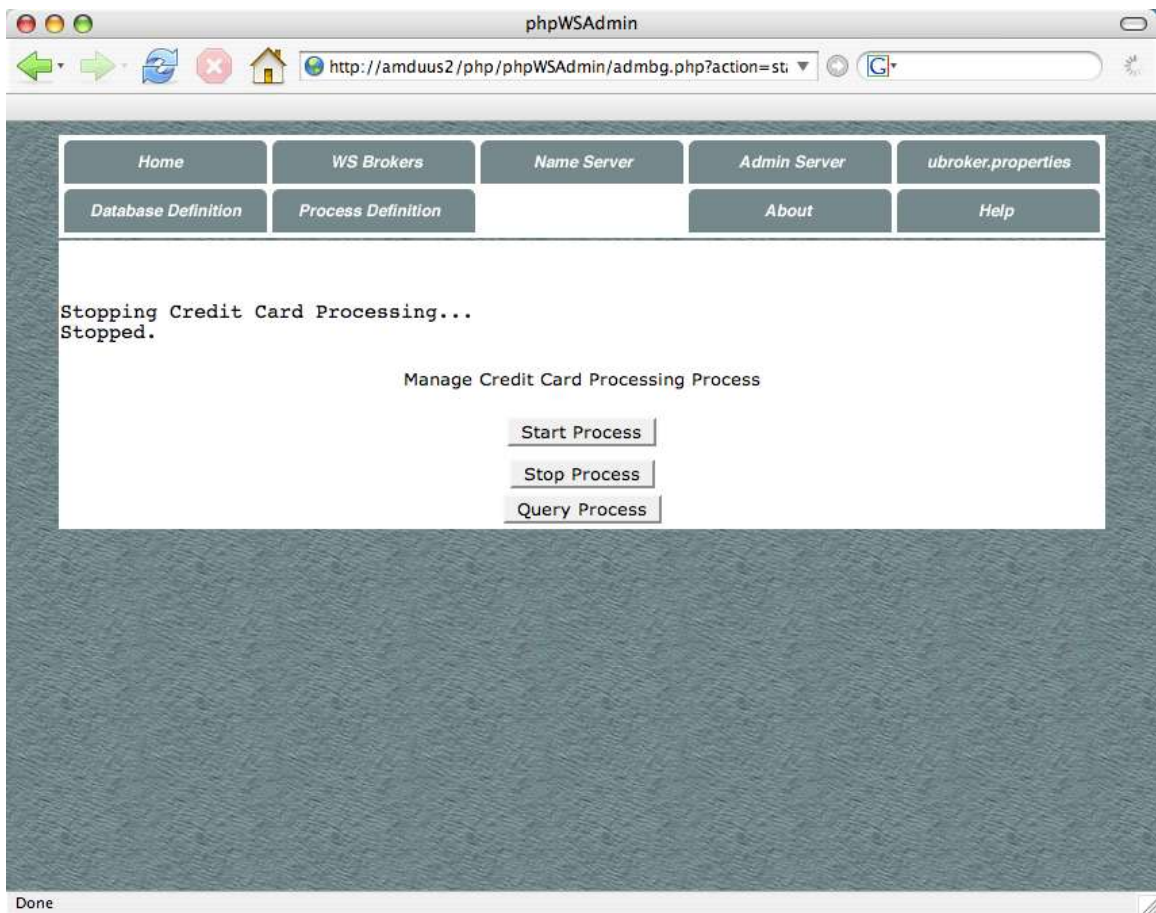 phpWSAdmin
http://amduus2/php/phpWSAdmin/admbg.php?action=sta
G
Home WS Brokers Name Server Admin Server ubroker.properties
Database Definition Process Definition About Help
Stopping Credit Card Processing...
Stopped.
Manage Credit Card Processing Process
Start Process
Stop Process
Query Process
Done